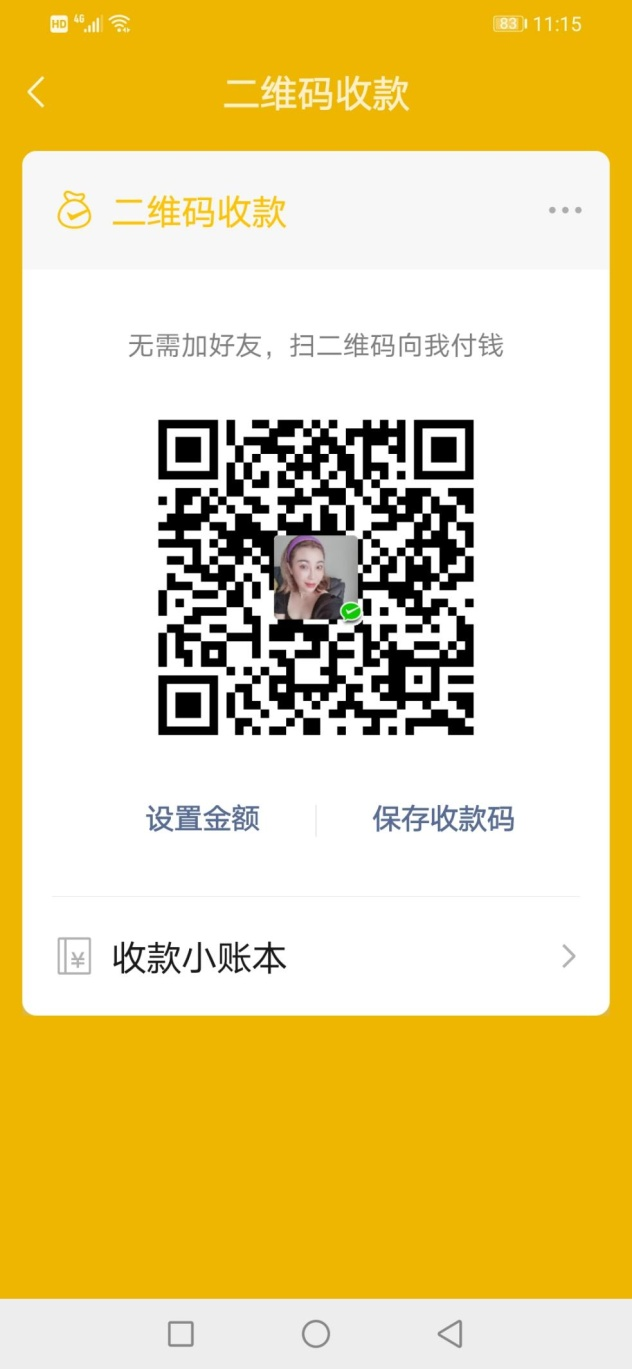 HD 4G 83 11:15
二维码收款
二维码收款
无需加好友，扫二维码向我付钱
设置金额
保存收款码
¥ 收款小账本